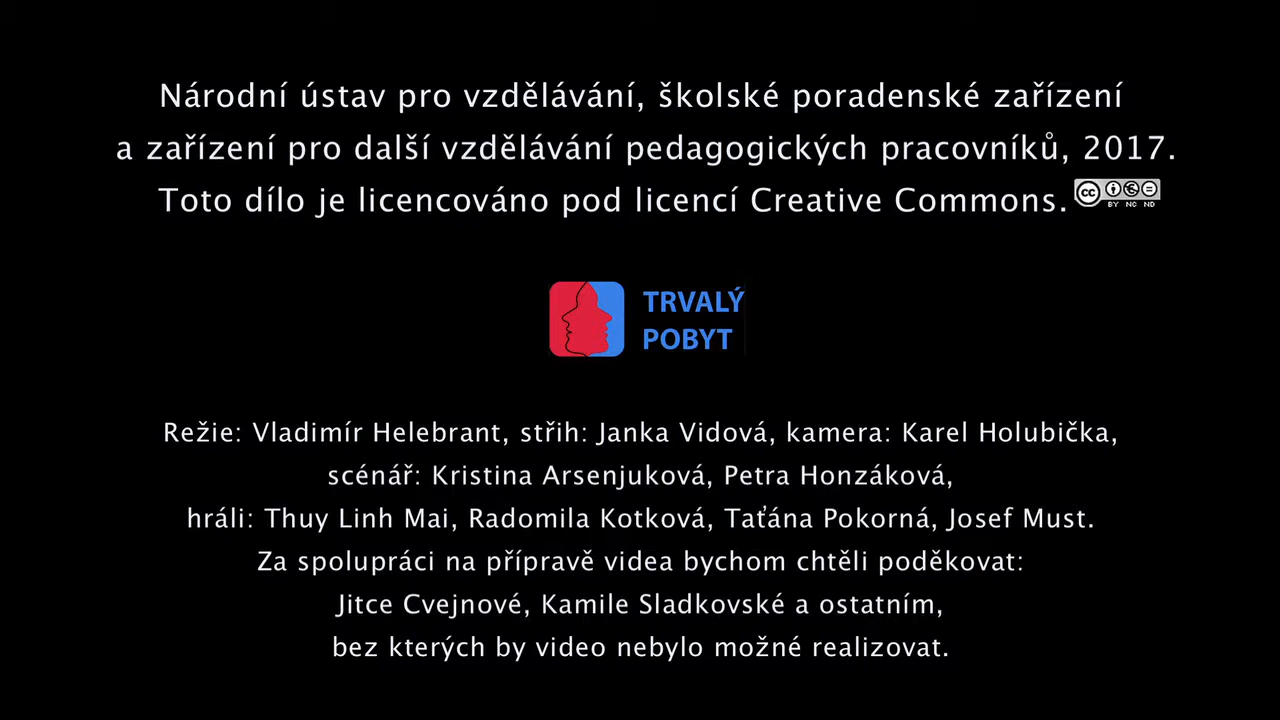 Národní ústav pro vzdělávání, školské poradenské zařízení
a zařízení pro další vzdělávání pedagogických pracovníků, 2017.
Toto dílo je licencováno pod licencí Creative Commons.
cc BY NC ND
TRVALÝ
POBYT
Režie: Vladimír Helebrant, střih: Janka Vidová, kamera: Karel Holubička,
scénář: Kristina Arsenjuková, Petra Honzáková,
hráli: Thuy Linh Mai, Radomila Kotková, Taťána Pokorná, Josef Must.
Za spolupráci na přípravě videa bychom chtěli poděkovat:
Jitce Cvejnové, Kamile Sladkovské a ostatním,
bez kterých by video nebylo možné realizovat.